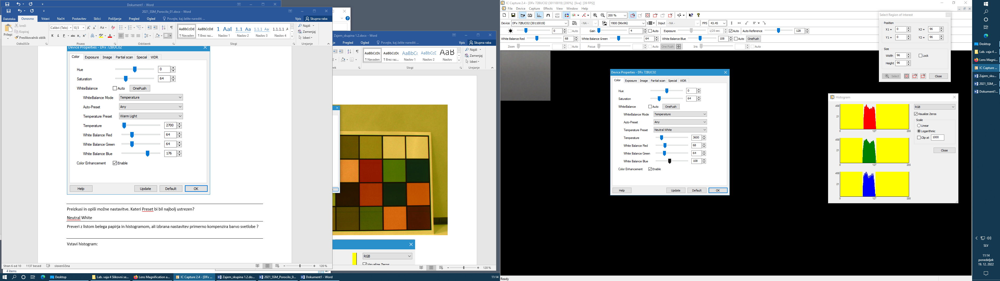 Dokument1 - Word
2021_SSM_Porocilo_01.docx - Word
Datoteka Osnovno Vstavi Načrt Postavitev Sklici Pošiljanje Pregled Ogled Povejte, kaj želite narediti ... Vpis Skupna raba
Prilepi
Izreži
Kopiraj
Preslikovalnik oblik
Odložišče
Calibri (Telo) 10,5
K L P abc x₂ x²
Pisava
Odstavek
AaBbCcDd AaBbCcDd 1 AaI 1.1 Aa 1.1.1 Aa 1.1.1.1 A
¶ Navaden ¶ Brez raz... Naslov 1 Naslov 2 Naslov 3 Naslov 4
Slogi
Najdi
Zamenjaj
Izberi
Urejanje
Device Properties - DFx 72BUC02
Color Exposure Image Partial scan Special WDR
Hue 0
Saturation 64
WhiteBalance Auto OnePush
WhiteBalance Mode Temperature
Auto-Preset Any
Temperature Preset Warm Light
Temperature 2700
White Balance Red 64
White Balance Green 64
White Balance Blue 176
Color Enhancement Enable
Help Update Default OK
Preizkusi in opiši možne nastavitve. Kateri Preset bi bil najbolj ustrezen?
Neutral White
Preveri z listom belega papirja in histogramom, ali izbrana nastavitev primerno kompenzira barvo svetlobe ?
Vstavi histogram:
Stran 6 od 10 1137 besed slovenščina 120 %
4 items
Zajem_skupina 1.2.docx - Word
je Pregled Ogled Povejte, kaj želite narediti ... Vpis Skupna raba
AaBbCcDc AaBbCcDc AaBbCc AaBbCcD AaB
¶ Navaden ¶ Brez raz... Naslov 1 Naslov 2 Naslov
vek Slogi
Najdi
Zamenjaj
Izberi
Urejanje
RGB
Visualize Zeros
120 %
Desktop Lab. vaja 4 Slikovni se... Lens Magnification a... IC Capture 2.4 - [DFx ... Zajem_skupina 1.2.do... 2021_SSM_Porocilo_0... Dokument1 - Word 11:14
IC Capture 2.4 - [DFx 72BUC02 (30110019) [200%] [live] [39 FPS]]
File Device Capture Effects View Window Help
200 %
Device DFx 72BUC02 (30110019) PAL NTSC - NA - Y800 (96x96) Input - NA - FPS 43.45 0°
0 Auto Gain 4 Auto Exposure 1/25 sec Auto Auto Reference 128
White Balance Red 68 White Balance Green 64 White Balance Blue 108 Auto OnePush
Zoom Auto Focus Auto One Push Iris Auto
Device Properties - DFx 72BUC02
Color Exposure Image Partial scan Special WDR
Hue 0
Saturation 64
WhiteBalance Auto OnePush
WhiteBalance Mode Temperature
Auto-Preset Any
Temperature Preset Neutral White
Temperature 3600
White Balance Red 68
White Balance Green 64
White Balance Blue 108
Color Enhancement Enable
Help Update Default OK
Ready
Select Region of Interest
Position
X1 = 0 X2 = 96
Y1 = 0 Y2 = 96
Size
Width 96 Lock
Height 96
Select Close
Histogram
458
21
0 127 255
458
21
0 127 255
458
21
0 127 255
RGB
Visualize Zeros
Scale
Linear
Logarithmic
Clip at 1000
Close
Desktop
Lab. vaja 4 ...
Lens Magni...
IC Capture ...
Zajem_sku...
2021_SSM_...
Dokument1...
SLV
11:14
ponedeljek
19. 12. 2022